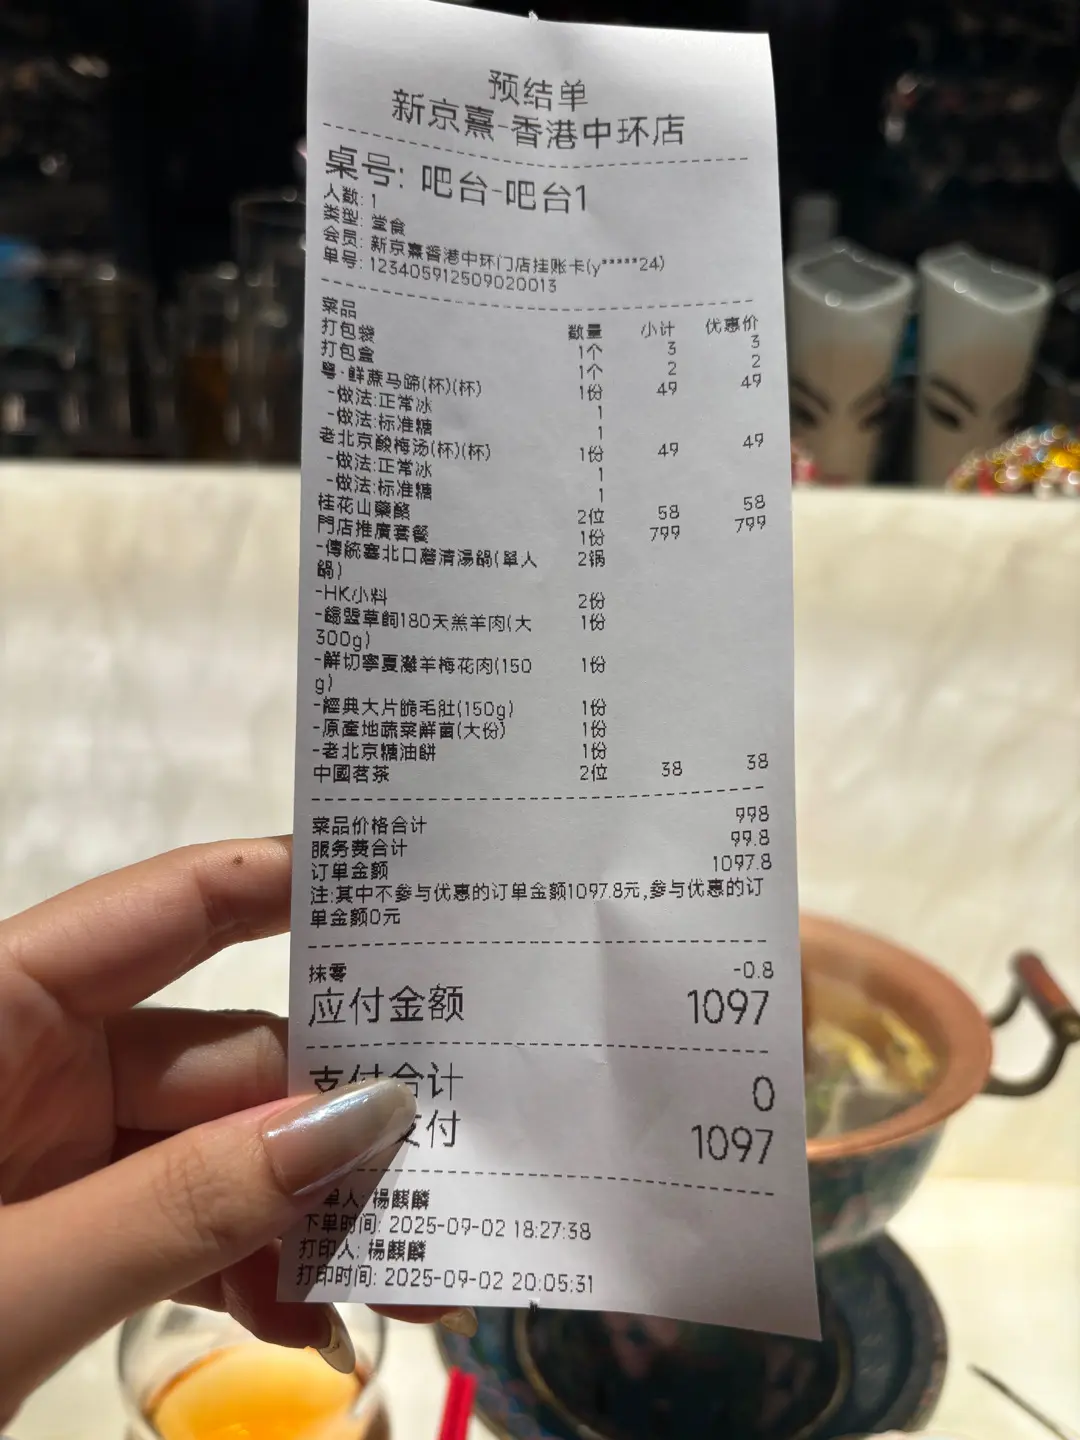 预结单
新京熹-香港中环店
桌号: 吧台-吧台1
人数: 1
类型: 堂食
会员: 新京熹香港中环门店挂账卡(y*****24)
单号: 123405912509020013
菜品 数量 小计 优惠价
打包袋 1个 3 3
打包盒 1个 2 2
粤·鲜蔗马蹄(杯)(杯) 1份 49 49
-做法:正常冰 1
-做法:标准糖 1
老北京酸梅汤(杯)(杯) 1份 49 49
-做法:正常冰 1
-做法:标准糖 1
桂花山藥酪 2位 58 58
門店推廣套餐 1份 799 799
-傳統塞北口蘑清湯鍋(單人 2锅
鍋)
-HK小料 2份
-錫盟草飼180天羔羊肉(大 1份
300g)
-鮮切寧夏灘羊梅花肉(150 1份
g)
-經典大片脆毛肚(150g) 1份
-原產地蔬菜鮮菌(大份) 1份
-老北京糖油餅 1份
中國茗茶 2位 38 38
菜品价格合计 998
服务费合计 99.8
订单金额 1097.8
注:其中不参与优惠的订单金额1097.8元,参与优惠的订
单金额0元
抹零 -0.8
应付金额 1097
支付合计 0
支付 1097
单人: 楊麒麟
下单时间: 2025-09-02 18:27:38
打印人: 楊麒麟
打印时间: 2025-09-02 20:05:31